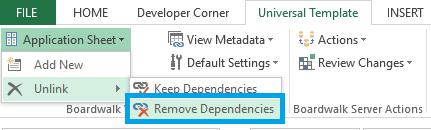 FILE HOME Developer Corner Universal Template INSERT
Application Sheet View Metadata Actions
Add New Default Settings Review Changes
Unlink Keep Dependencies
Boardwalk Boardwalk Server Actions
Remove Dependencies